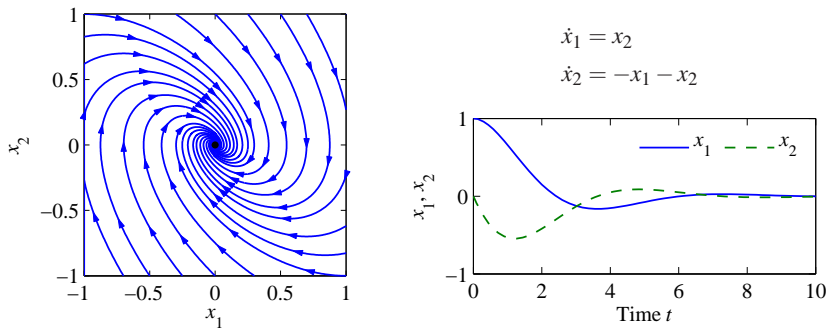 1
0.5
0
−0.5
−1
x₂
−1 −0.5 0 0.5 1
x₁
ẋ₁ = x₂
ẋ₂ = −x₁ − x₂
1
0
−1
x₁, x₂
x₁ x₂
0 2 4 6 8 10
Time t